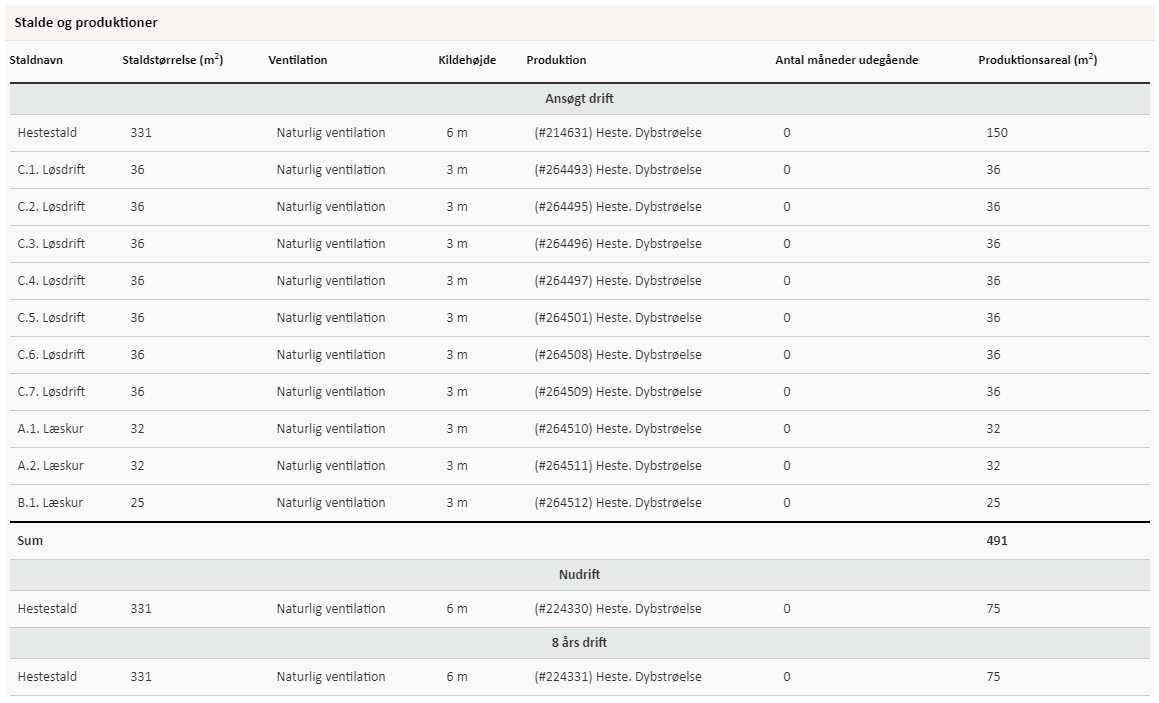 Stalde og produktioner
Staldnavn Staldstørrelse (m²) Ventilation Kildehøjde Produktion Antal måneder udegående Produktionsareal (m²)
Ansøgt drift
Hestestald 331 Naturlig ventilation 6 m (#214631) Heste. Dybstrøelse 0 150
C.1. Løsdrift 36 Naturlig ventilation 3 m (#264493) Heste. Dybstrøelse 0 36
C.2. Løsdrift 36 Naturlig ventilation 3 m (#264495) Heste. Dybstrøelse 0 36
C.3. Løsdrift 36 Naturlig ventilation 3 m (#264496) Heste. Dybstrøelse 0 36
C.4. Løsdrift 36 Naturlig ventilation 3 m (#264497) Heste. Dybstrøelse 0 36
C.5. Løsdrift 36 Naturlig ventilation 3 m (#264501) Heste. Dybstrøelse 0 36
C.6. Løsdrift 36 Naturlig ventilation 3 m (#264508) Heste. Dybstrøelse 0 36
C.7. Løsdrift 36 Naturlig ventilation 3 m (#264509) Heste. Dybstrøelse 0 36
A.1. Læskur 32 Naturlig ventilation 3 m (#264510) Heste. Dybstrøelse 0 32
A.2. Læskur 32 Naturlig ventilation 3 m (#264511) Heste. Dybstrøelse 0 32
B.1. Læskur 25 Naturlig ventilation 3 m (#264512) Heste. Dybstrøelse 0 25
Sum 491
Nudrift
Hestestald 331 Naturlig ventilation 6 m (#224330) Heste. Dybstrøelse 0 75
8 års drift
Hestestald 331 Naturlig ventilation 6 m (#224331) Heste. Dybstrøelse 0 75